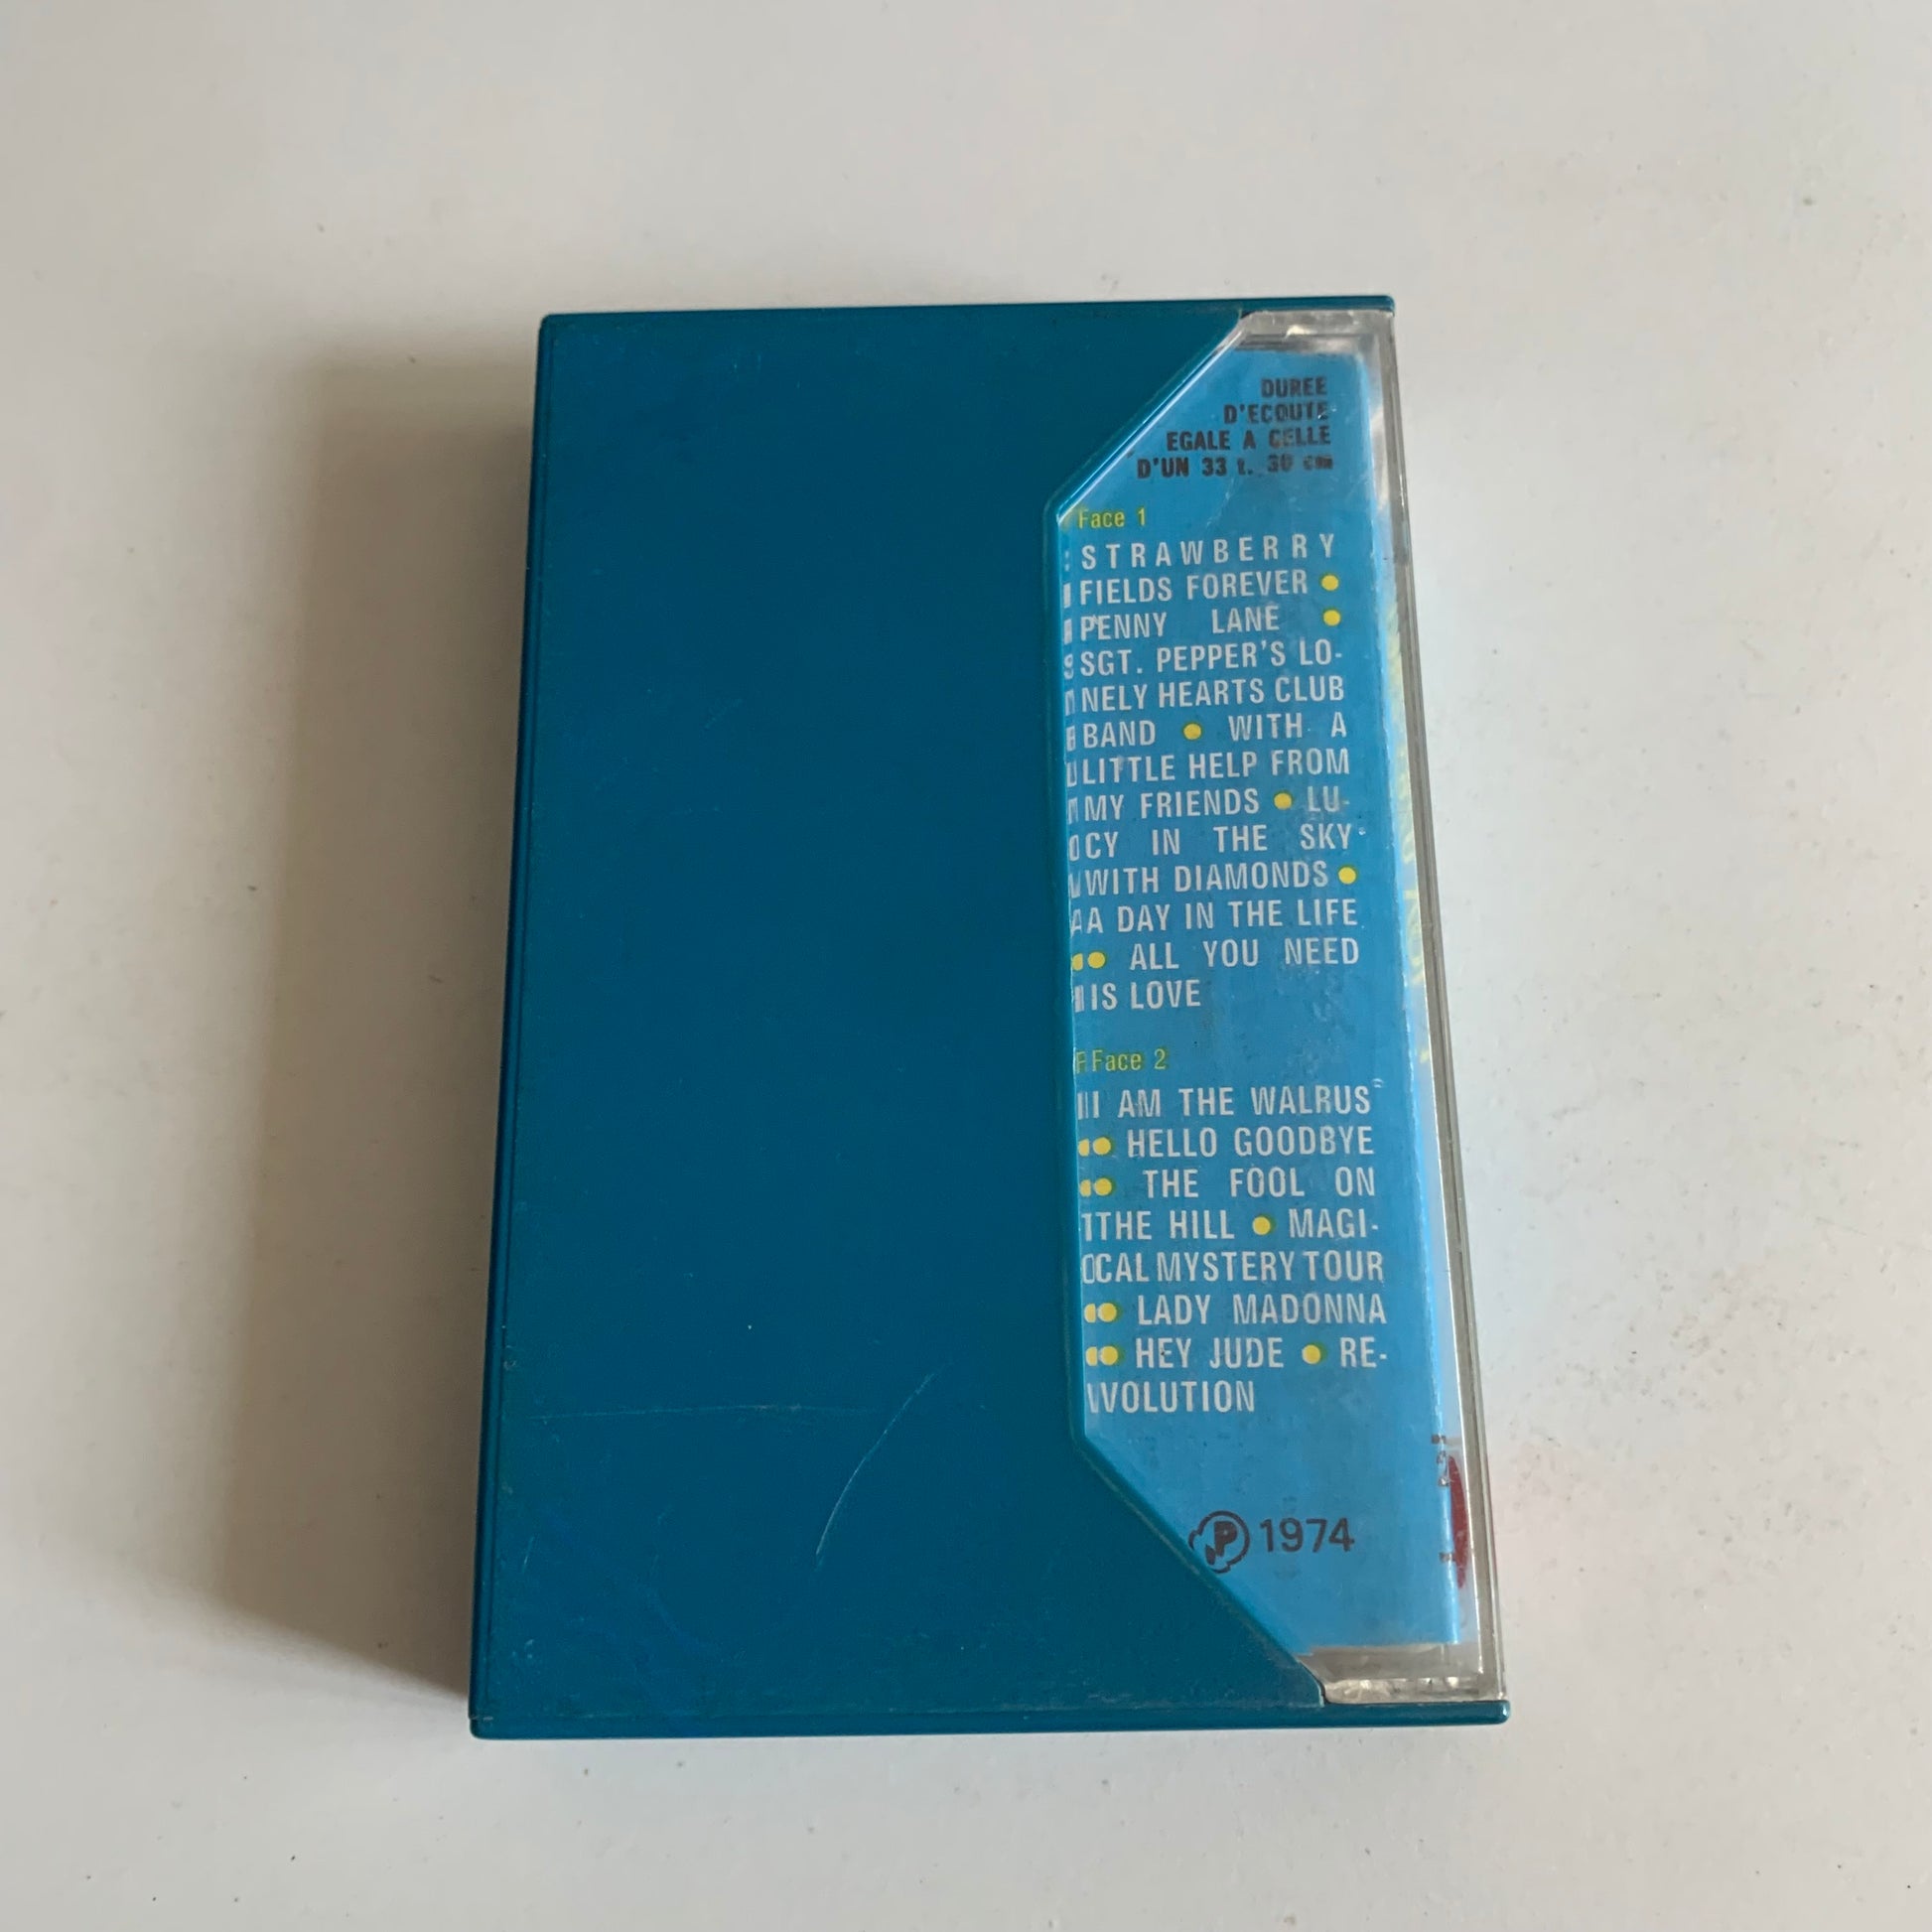 DUREE
D'ECOUTE
EGALE A CELLE
D'UN 33 t. 30 cm
Face 1
STRAWBERRY
FIELDS FOREVER ●
PENNY LANE ●
SGT. PEPPER'S LO-
NELY HEARTS CLUB
BAND ● WITH A
LITTLE HELP FROM
MY FRIENDS ● LU-
CY IN THE SKY
WITH DIAMONDS ●
A DAY IN THE LIFE
● ALL YOU NEED
IS LOVE
Face 2
I AM THE WALRUS
● HELLO GOODBYE
● THE FOOL ON
THE HILL ● MAGI-
CAL MYSTERY TOUR
● LADY MADONNA
● HEY JUDE ● RE-
VOLUTION
℗ 1974